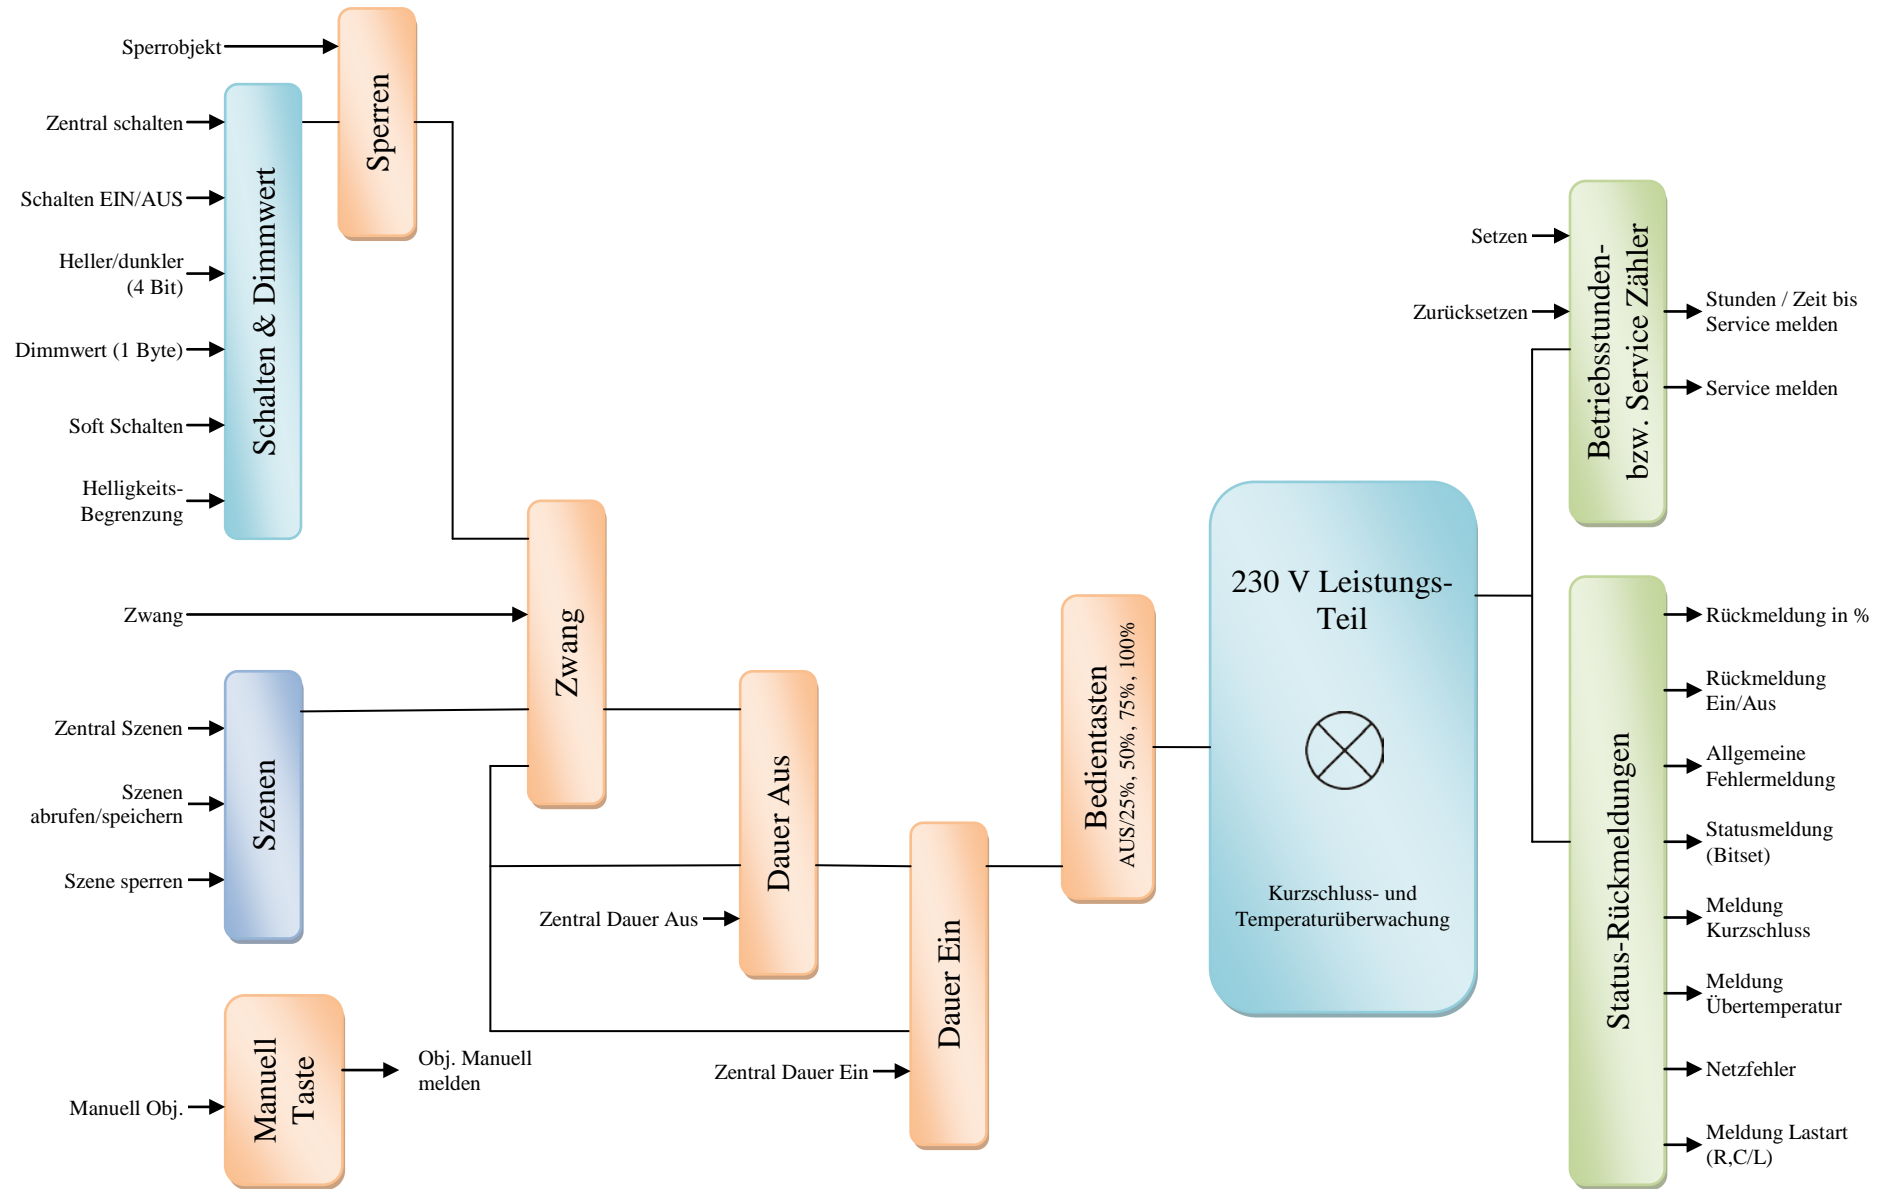 Sperrobjekt
Zentral schalten
Schalten EIN/AUS
Heller/dunkler
(4 Bit)
Dimmwert (1 Byte)
Soft Schalten
Helligkeits-
Begrenzung
Schalten & Dimmwert
Sperren
Zwang
Zwang
Zentral Szenen
Szenen
abrufen/speichern
Szene sperren
Szenen
Manuell Obj.
Manuell
Taste
Obj. Manuell
melden
Zentral Dauer Aus
Dauer Aus
Zentral Dauer Ein
Dauer Ein
Bedientasten
AUS/25%, 50%, 75%, 100%
230 V Leistungs-
Teil
Kurzschluss- und
Temperaturüberwachung
Setzen
Zurücksetzen
Betriebsstunden-
bzw. Service Zähler
Stunden / Zeit bis
Service melden
Service melden
Status-Rückmeldungen
Rückmeldung in %
Rückmeldung
Ein/Aus
Allgemeine
Fehlermeldung
Statusmeldung
(Bitset)
Meldung
Kurzschluss
Meldung
Übertemperatur
Netzfehler
Meldung Lastart
(R,C/L)